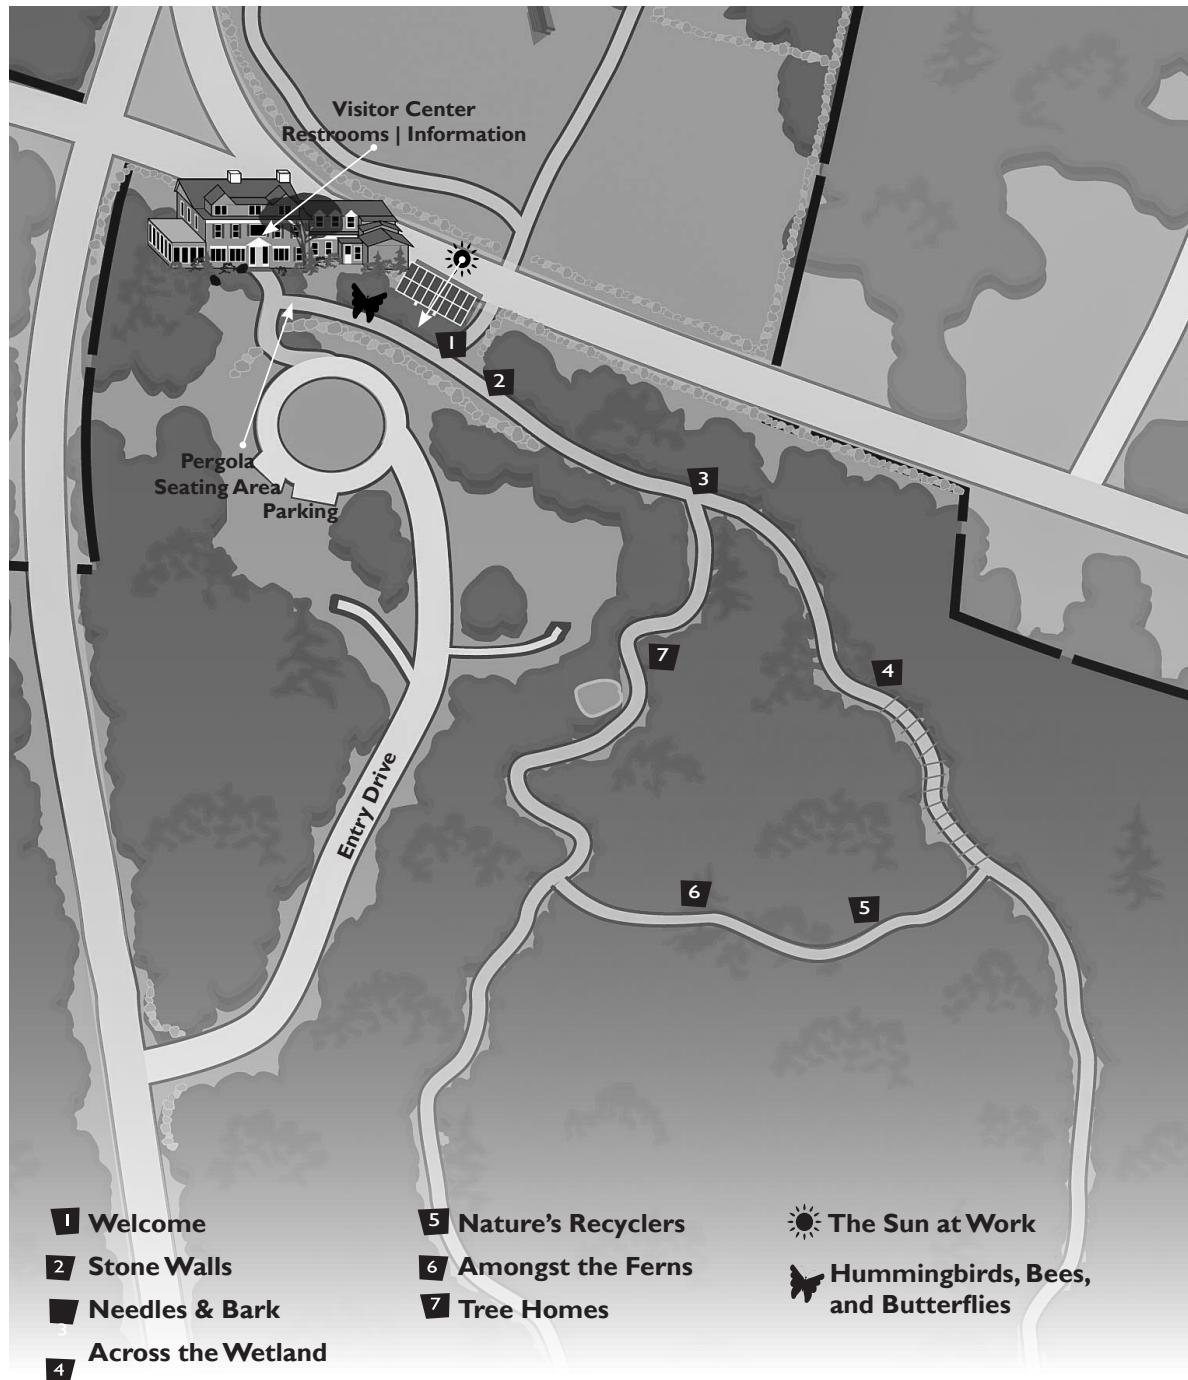 Visitor Center
Restrooms | Information
1
2
Pergola
Seating Area
Parking
3
7
4
Entry Drive
6
5
1 Welcome
2 Stone Walls
3 Needles & Bark
4 Across the Wetland
5 Nature's Recyclers
6 Amongst the Ferns
7 Tree Homes
The Sun at Work
Hummingbirds, Bees,
and Butterflies